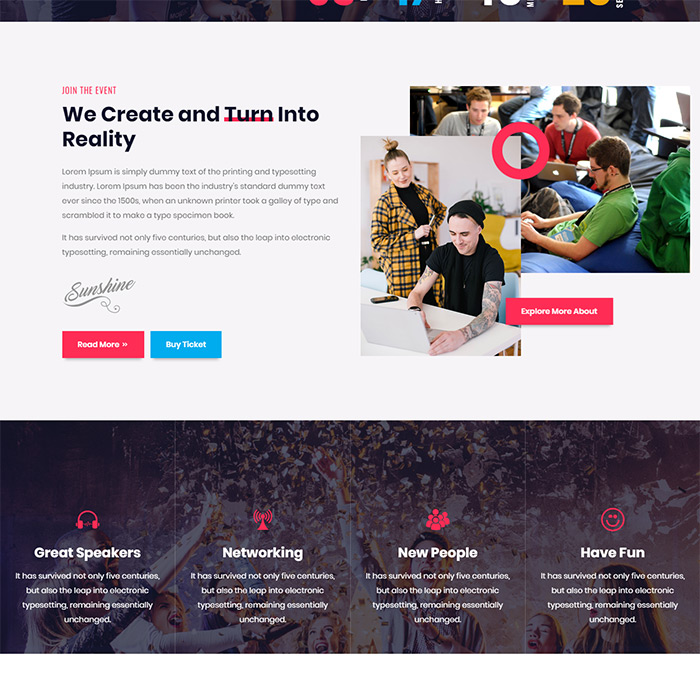 JOIN THE EVENT
We Create and Turn Into
Reality
Lorem Ipsum is simply dummy text of the printing and typesetting
industry. Lorem Ipsum has been the industry's standard dummy text
ever since the 1500s, when an unknown printer took a galley of type and
scrambled it to make a type specimen book.
It has survived not only five centuries, but also the leap into electronic
typesetting, remaining essentially unchanged.
Sunshine
Read More »
Buy Ticket
Explore More About
Great Speakers
It has survived not only five centuries,
but also the leap into electronic
typesetting, remaining essentially
unchanged.
Networking
It has survived not only five centuries,
but also the leap into electronic
typesetting, remaining essentially
unchanged.
New People
It has survived not only five centuries,
but also the leap into electronic
typesetting, remaining essentially
unchanged.
Have Fun
It has survived not only five centuries,
but also the leap into electronic
typesetting, remaining essentially
unchanged.